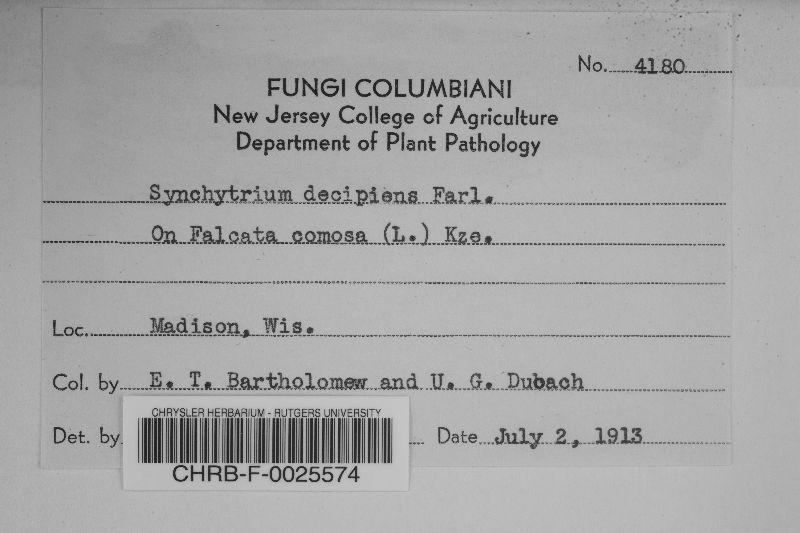 No. 4180
FUNGI COLUMBIANI
New Jersey College of Agriculture
Department of Plant Pathology
Synchytrium decipiens Farl.
On Falcata comosa (L.) Kze.
Loc. Madison, Wis.
Col. by E. T. Bartholomew and U. G. Dubach
Det. by
Date July 2, 1913
CHRYSLER HERBARIUM - RUTGERS UNIVERSITY
CHRB-F-0025574